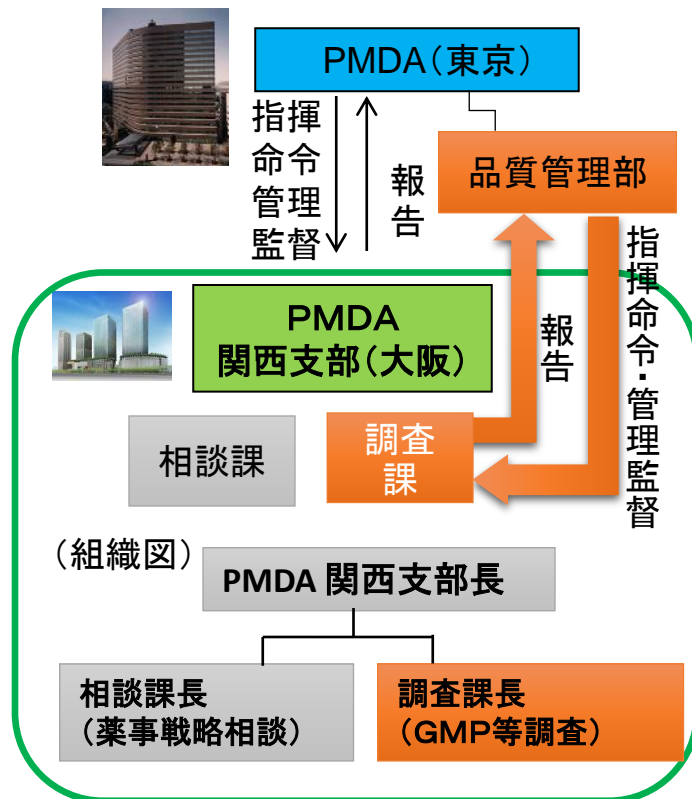 PMDA(東京)
指揮
命令
管理
監督
報告
品質管理部
指揮命令・管理監督
PMDA
関西支部(大阪)
報告
相談課
調査
課
(組織図)
PMDA 関西支部長
相談課長
(薬事戦略相談)
調査課長
(GMP等調査)